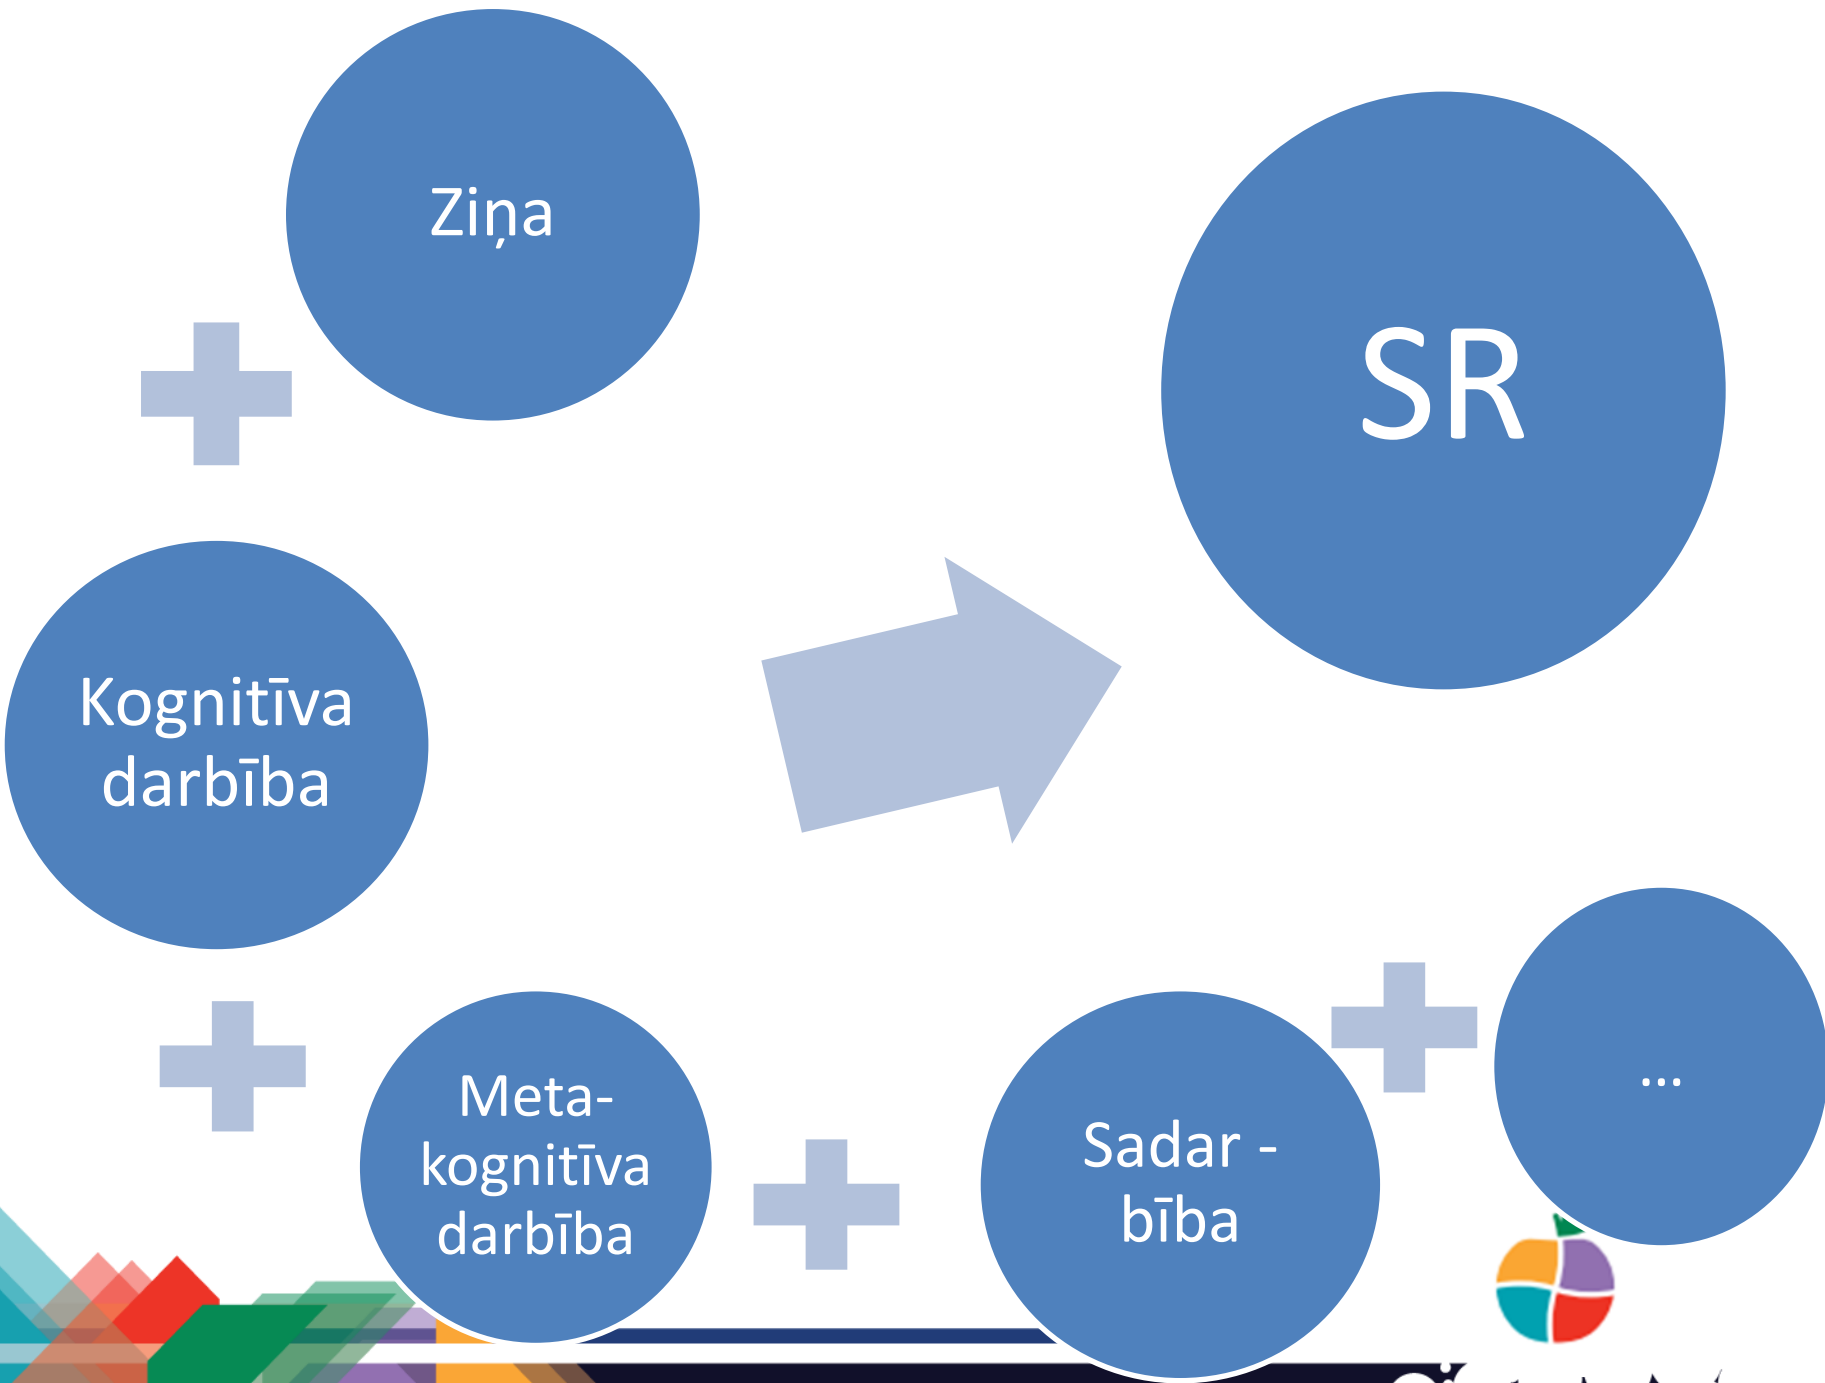 Ziņa
SR
Kognitīva
darbība
Meta-
kognitīva
darbība
Sadar -
bība
...